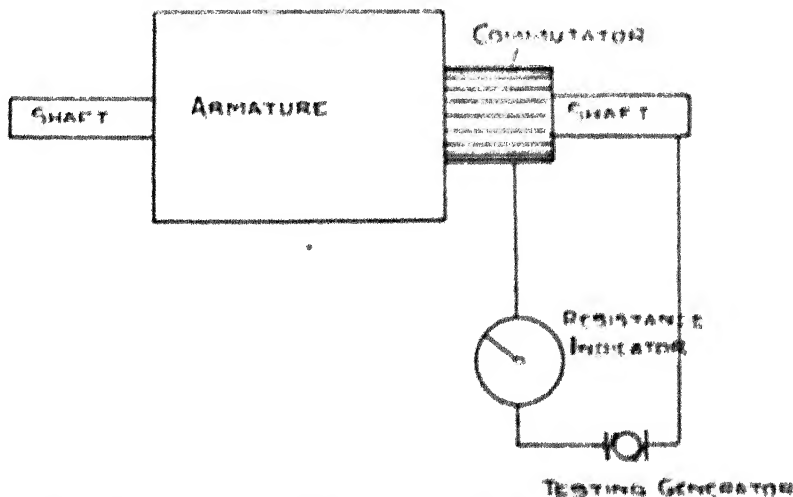 COMMUTATOR
SHAFT
ARMATURE
SHAFT
RESISTANCE
INDICATOR
TESTING GENERATOR